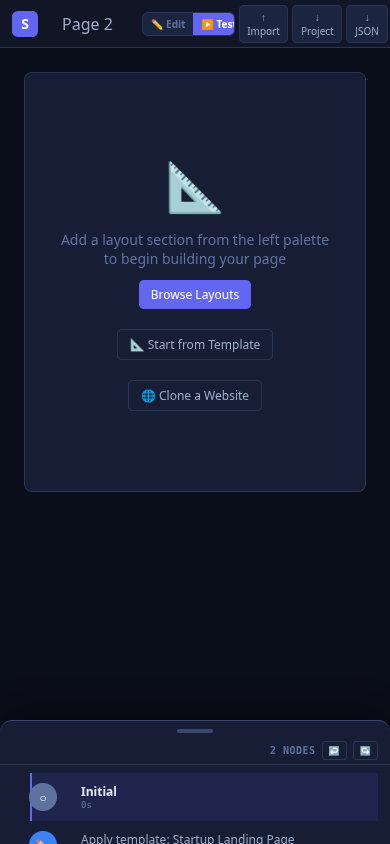 S
Page 2
✏️ Edit
▶️ Test
↑ Import
↓ Project
↓ JSON
Add a layout section from the left palette
to begin building your page
Browse Layouts
📐 Start from Template
🌐 Clone a Website
2 NODES
Initial
0s
Apply template: Startup Landing Page